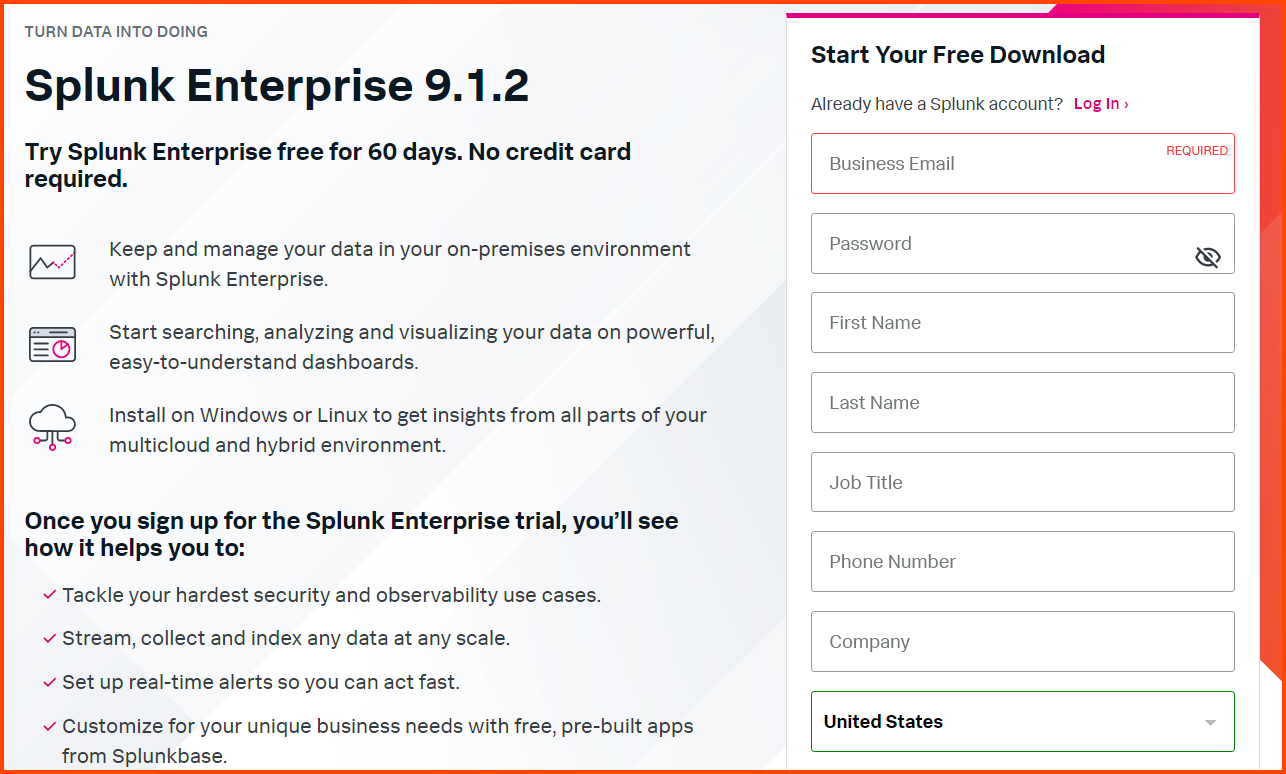 TURN DATA INTO DOING
Splunk Enterprise 9.1.2
Try Splunk Enterprise free for 60 days. No credit card
required.
Keep and manage your data in your on-premises environment
with Splunk Enterprise.
Start searching, analyzing and visualizing your data on powerful,
easy-to-understand dashboards.
Install on Windows or Linux to get insights from all parts of your
multicloud and hybrid environment.
Once you sign up for the Splunk Enterprise trial, you’ll see
how it helps you to:
Tackle your hardest security and observability use cases.
Stream, collect and index any data at any scale.
Set up real-time alerts so you can act fast.
Customize for your unique business needs with free, pre-built apps
from Splunkbase.
Start Your Free Download
Already have a Splunk account? Log In ›
Business Email REQUIRED
Password
First Name
Last Name
Job Title
Phone Number
Company
United States